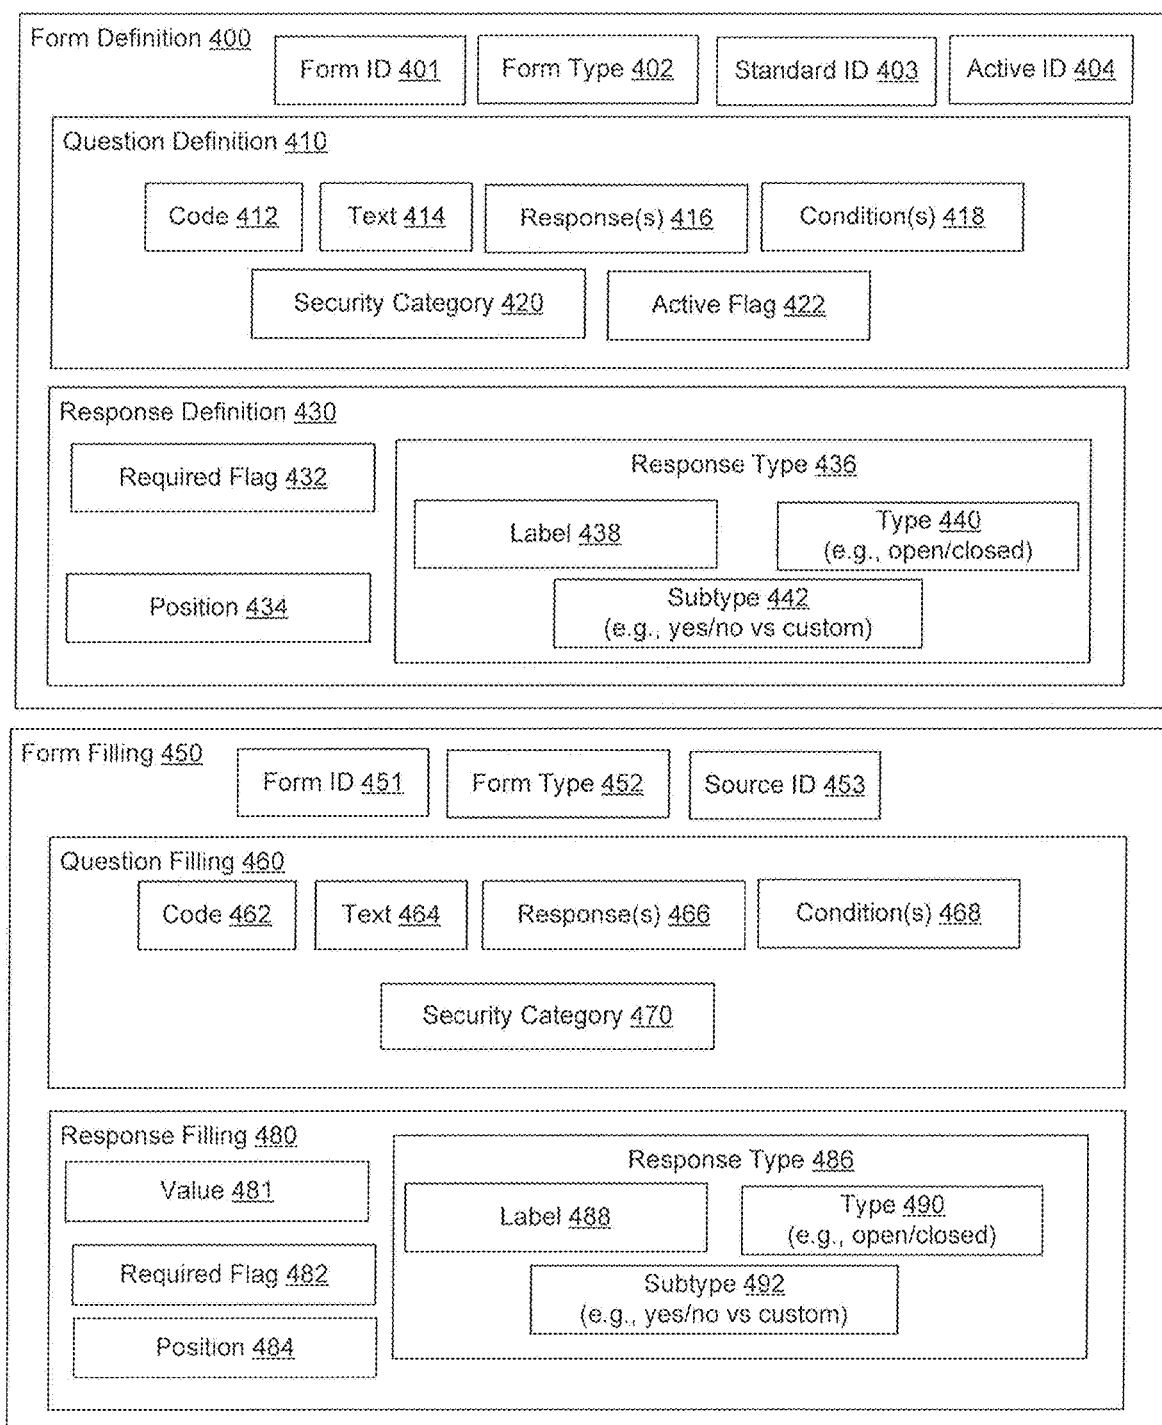 Form Definition 400
Form ID 401
Form Type 402
Standard ID 403
Active ID 404
Question Definition 410
Code 412
Text 414
Response(s) 416
Condition(s) 418
Security Category 420
Active Flag 422
Response Definition 430
Required Flag 432
Position 434
Response Type 436
Label 438
Type 440
(e.g., open/closed)
Subtype 442
(e.g., yes/no vs custom)
Form Filling 450
Form ID 451
Form Type 452
Source ID 453
Question Filling 460
Code 462
Text 464
Response(s) 466
Condition(s) 468
Security Category 470
Response Filling 480
Value 481
Required Flag 482
Position 484
Response Type 486
Label 488
Type 490
(e.g., open/closed)
Subtype 492
(e.g., yes/no vs custom)